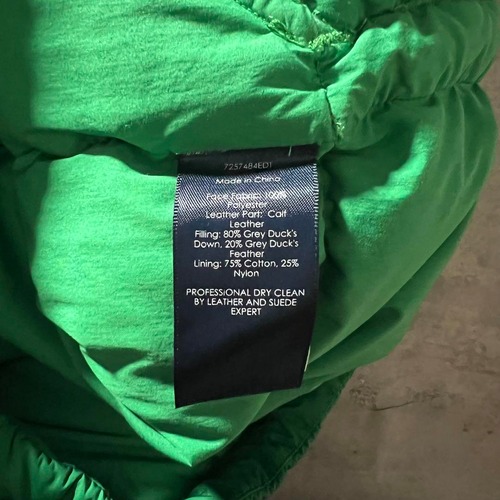 7257484EDT
Made in China
Face Fabric: 100%
Polyester
Leather Part: Calf
Leather
Filling: 80% Grey Duck's
Down, 20% Grey Duck's
Feather
Lining: 75% Cotton, 25%
Nylon
PROFESSIONAL DRY CLEAN
BY LEATHER AND SUEDE
EXPERT